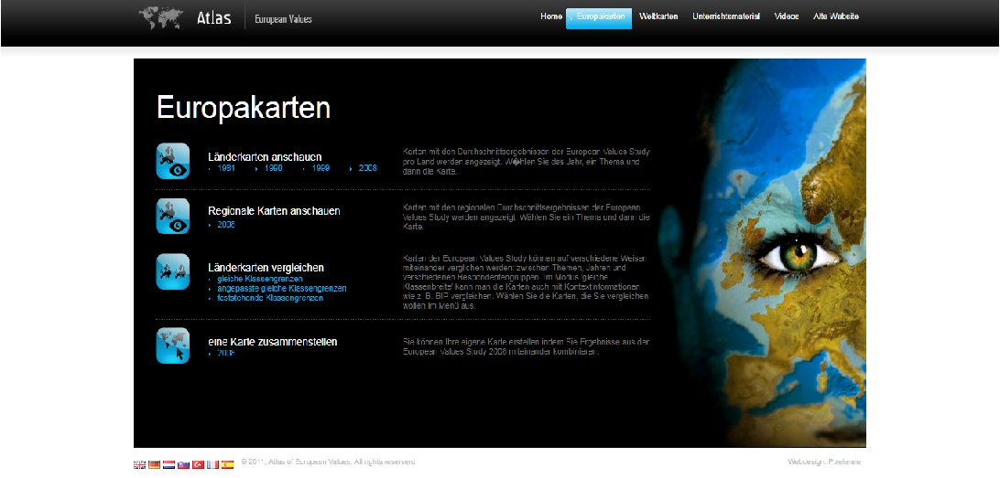 Atlas European Values
Home Europakarten Weltkarten Unterrichtsmaterial Videos Alte Website
Europakarten
Länderkarten anschauen
1981 1990 1999 2008
Karten mit den Durchschnittsergebnissen der European Values Study
pro Land werden angezeigt. W�hlen Sie das Jahr, ein Thema und
dann die Karte.
Regionale Karten anschauen
2008
Karten mit den regionalen Durchschnittsergebnissen der European
Values Study werden angezeigt. Wählen Sie ein Thema und dann die
Karte.
Länderkarten vergleichen
gleiche Klassengrenzen
angepasste gleiche Klassengrenzen
feststehende Klassengrenzen
Karten der European Values Study können auf verschiedene Weisen
miteinander verglichen werden: zwischen Themen, Jahren und
verschiedenen Respondentengruppen. Im Modus 'gleiche
Klassenbreite' kann man die Karten auch mit Kontextinformationen
wie z. B. BIP vergleichen. Wählen Sie die Karten, die Sie vergleichen
wollen im Menü aus.
eine Karte zusammenstellen
2008
Sie können Ihre eigene Karte erstellen indem Sie Ergebnisse aus der
European Values Study 2008 miteinander kombinieren.
© 2011, Atlas of European Values. All rights reserverd
Webdesign: Pixelerate